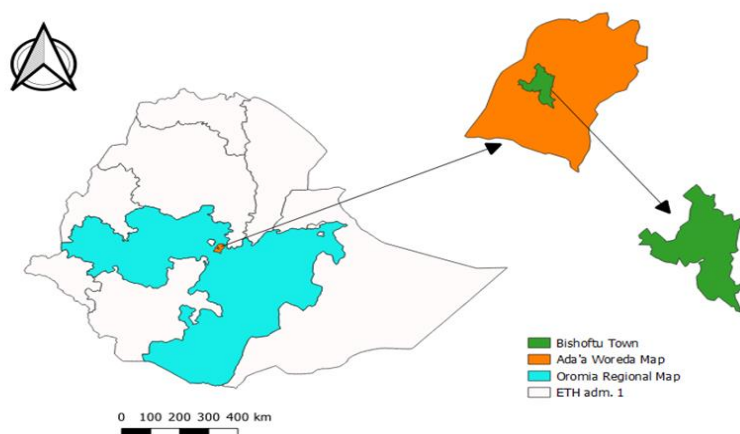 Bishoftu Town
Ada'a Woreda Map
Oromia Regional Map
ETH adm. 1
0 100 200 300 400 km